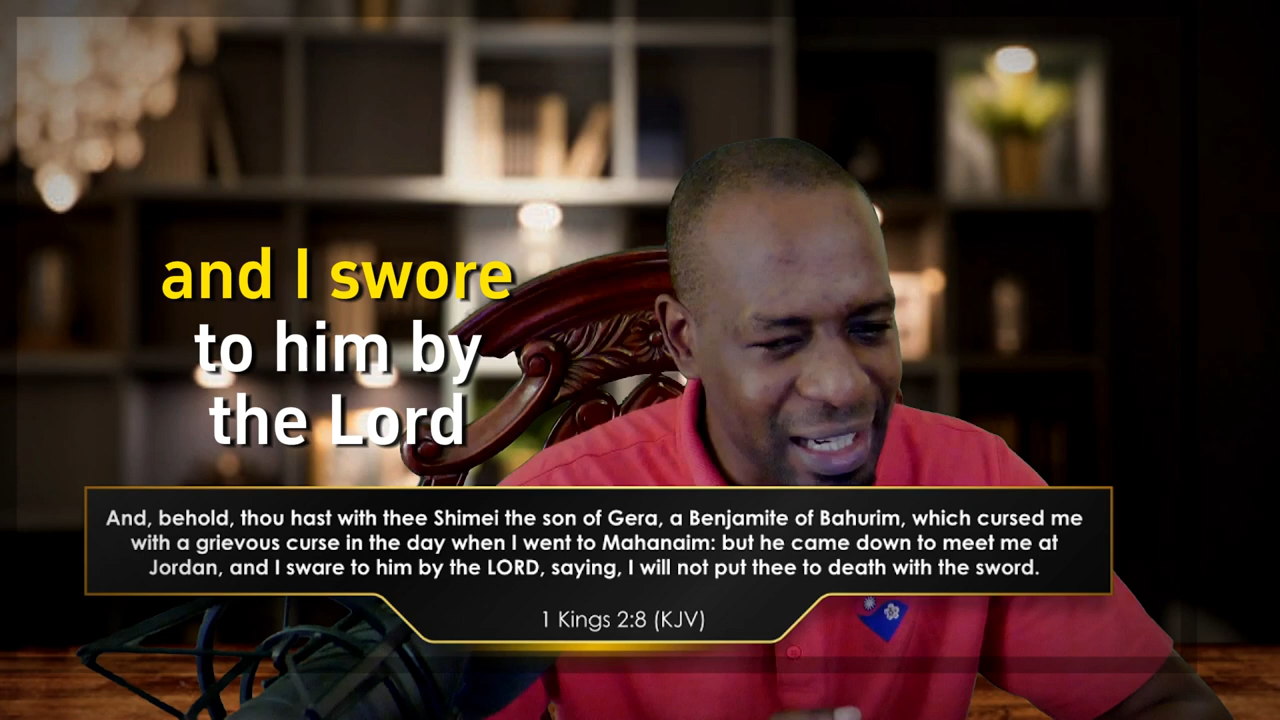 and I swore
to him by
the Lord
And, behold, thou hast with thee Shimei the son of Gera, a Benjamite of Bahurim, which cursed me
with a grievous curse in the day when I went to Mahanaim: but he came down to meet me at
Jordan, and I sware to him by the LORD, saying, I will not put thee to death with the sword.
1 Kings 2:8 (KJV)